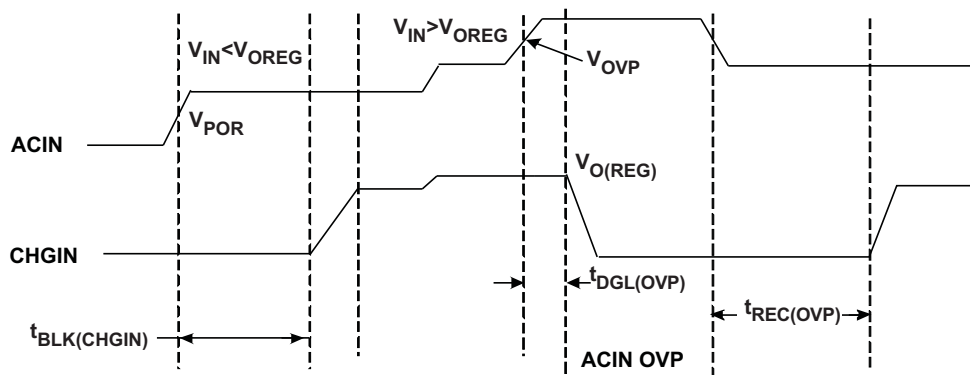 V_IN<V_OREG
V_IN>V_OREG
V_OVP
V_POR
ACIN
V_O(REG)
CHGIN
t_DGL(OVP)
t_BLK(CHGIN)
t_REC(OVP)
ACIN OVP